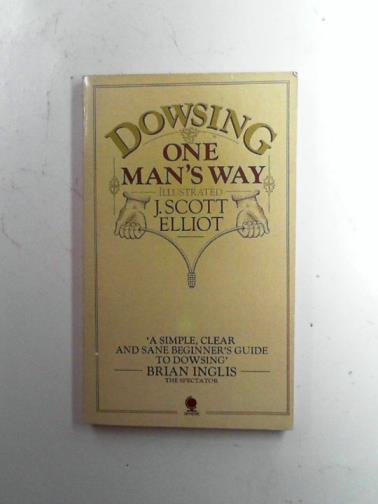 DOWSING
ONE
MAN'S WAY
ILLUSTRATED
J. SCOTT
ELLIOT
'A SIMPLE, CLEAR
AND SANE BEGINNER'S GUIDE
TO DOWSING'
BRIAN INGLIS
THE SPECTATOR
SPHERE